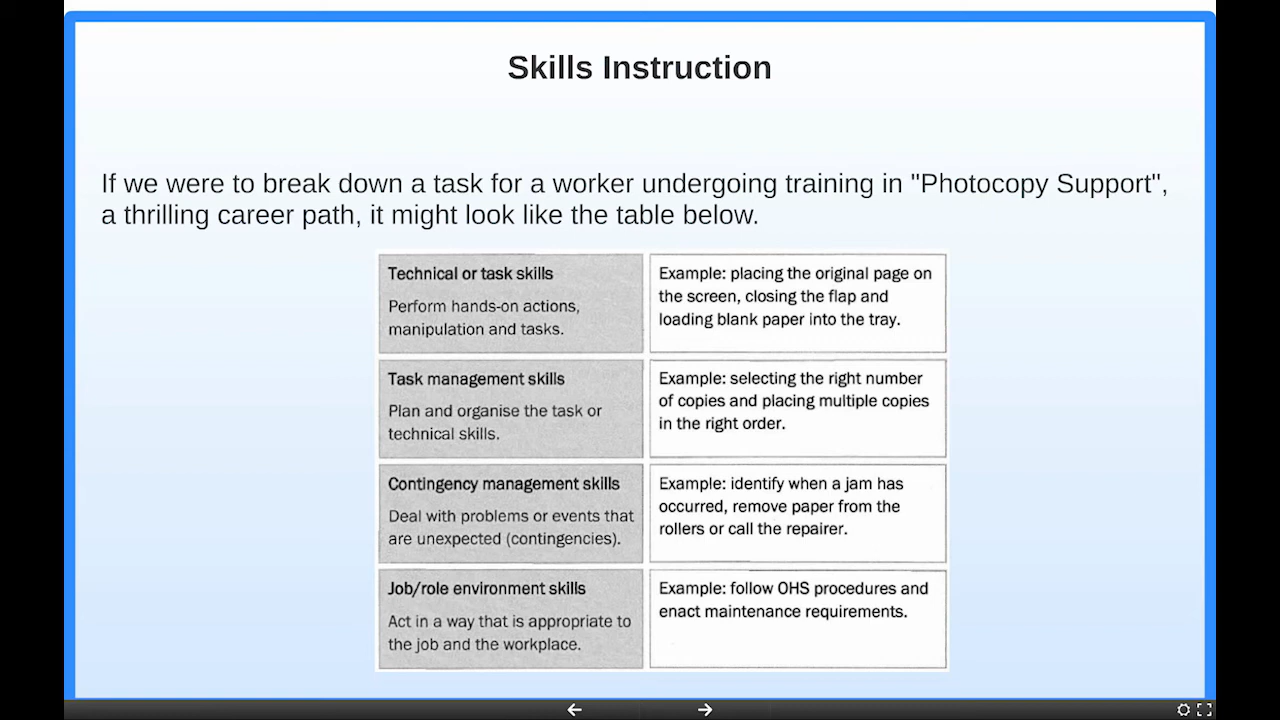 Skills Instruction
If we were to break down a task for a worker undergoing training in "Photocopy Support",
a thrilling career path, it might look like the table below.
Technical or task skills
Perform hands-on actions,
manipulation and tasks.
Example: placing the original page on
the screen, closing the flap and
loading blank paper into the tray.
Task management skills
Plan and organise the task or
technical skills.
Example: selecting the right number
of copies and placing multiple copies
in the right order.
Contingency management skills
Deal with problems or events that
are unexpected (contingencies).
Example: identify when a jam has
occurred, remove paper from the
rollers or call the repairer.
Job/role environment skills
Act in a way that is appropriate to
the job and the workplace.
Example: follow OHS procedures and
enact maintenance requirements.